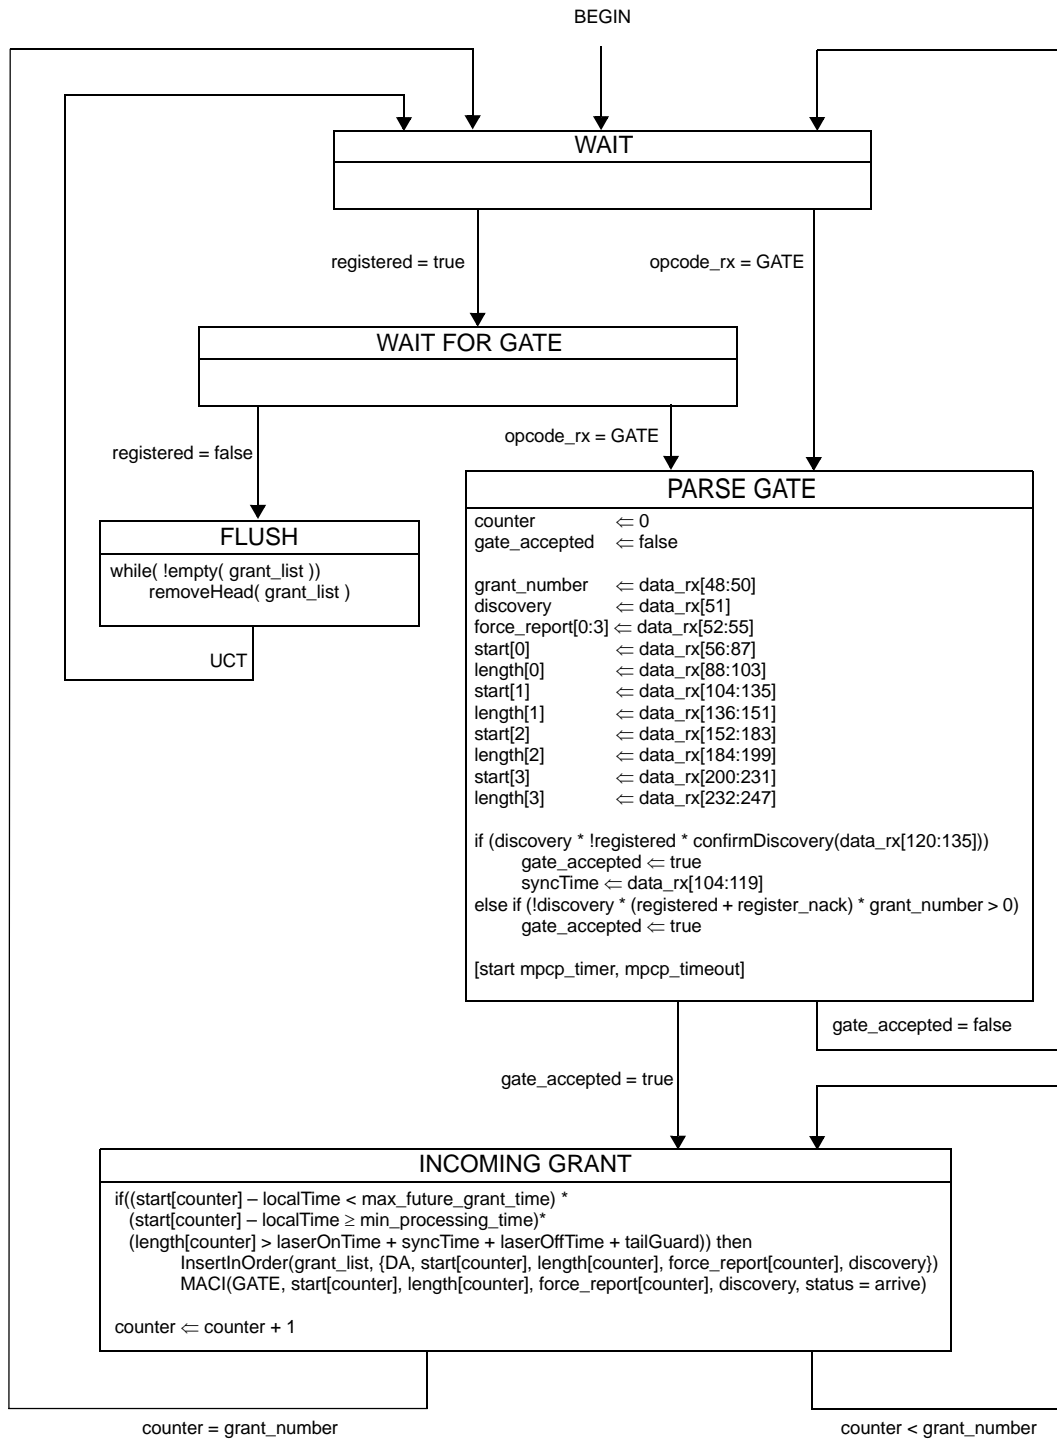 BEGIN
WAIT
registered = true
opcode_rx = GATE
WAIT FOR GATE
registered = false
opcode_rx = GATE
FLUSH
while( !empty( grant_list ))
removeHead( grant_list )
UCT
PARSE GATE
counter ⇐ 0
gate_accepted ⇐ false
grant_number ⇐ data_rx[48:50]
discovery ⇐ data_rx[51]
force_report[0:3] ⇐ data_rx[52:55]
start[0] ⇐ data_rx[56:87]
length[0] ⇐ data_rx[88:103]
start[1] ⇐ data_rx[104:135]
length[1] ⇐ data_rx[136:151]
start[2] ⇐ data_rx[152:183]
length[2] ⇐ data_rx[184:199]
start[3] ⇐ data_rx[200:231]
length[3] ⇐ data_rx[232:247]
if (discovery * !registered * confirmDiscovery(data_rx[120:135]))
gate_accepted ⇐ true
syncTime ⇐ data_rx[104:119]
else if (!discovery * (registered + register_nack) * grant_number > 0)
gate_accepted ⇐ true
[start mpcp_timer, mpcp_timeout]
gate_accepted = false
gate_accepted = true
INCOMING GRANT
if((start[counter] – localTime < max_future_grant_time) *
(start[counter] – localTime ≥ min_processing_time)*
(length[counter] > laserOnTime + syncTime + laserOffTime + tailGuard)) then
InsertInOrder(grant_list, {DA, start[counter], length[counter], force_report[counter], discovery})
MACI(GATE, start[counter], length[counter], force_report[counter], discovery, status = arrive)
counter ⇐ counter + 1
counter = grant_number
counter < grant_number